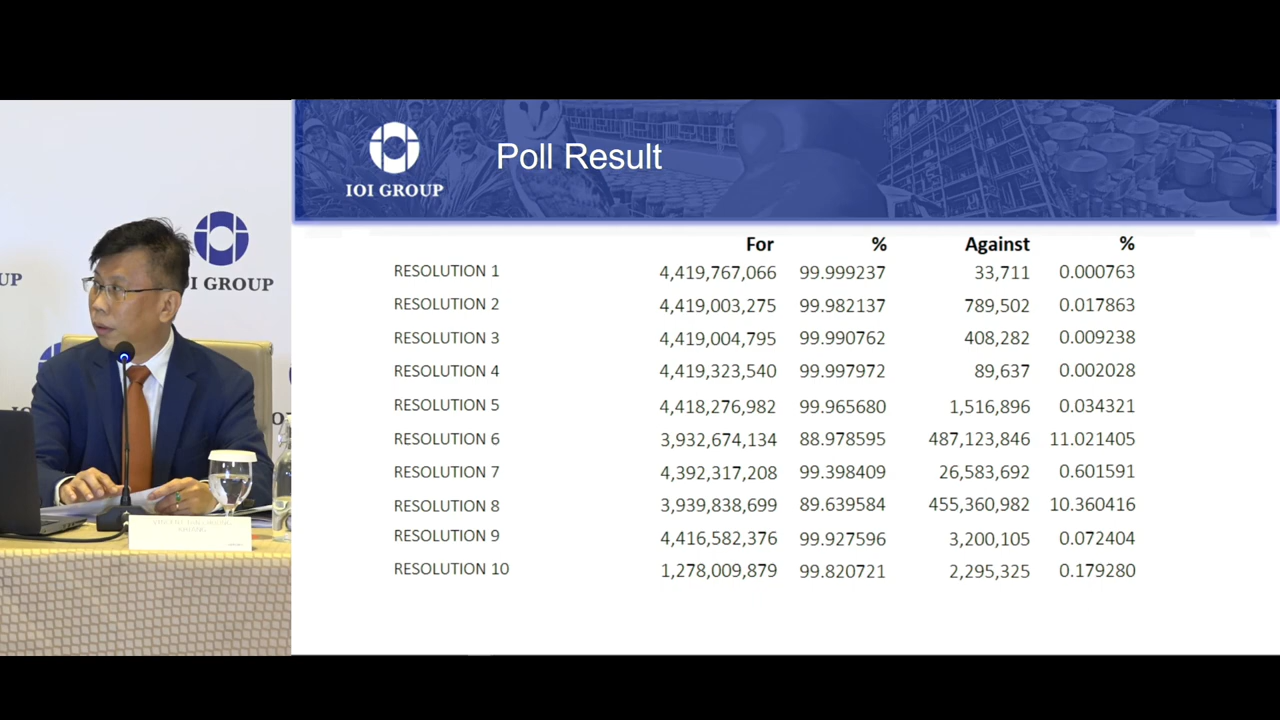 IOI GROUP
Poll Result
For % Against %
RESOLUTION 1 4,419,767,066 99.999237 33,711 0.000763
RESOLUTION 2 4,419,003,275 99.982137 789,502 0.017863
RESOLUTION 3 4,419,004,795 99.990762 408,282 0.009238
RESOLUTION 4 4,419,323,540 99.997972 89,637 0.002028
RESOLUTION 5 4,418,276,982 99.965680 1,516,896 0.034321
RESOLUTION 6 3,932,674,134 88.978595 487,123,846 11.021405
RESOLUTION 7 4,392,317,208 99.398409 26,583,692 0.601591
RESOLUTION 8 3,939,838,699 89.639584 455,360,982 10.360416
RESOLUTION 9 4,416,582,376 99.927596 3,200,105 0.072404
RESOLUTION 10 1,278,009,879 99.820721 2,295,325 0.179280
UP
OI GROUP